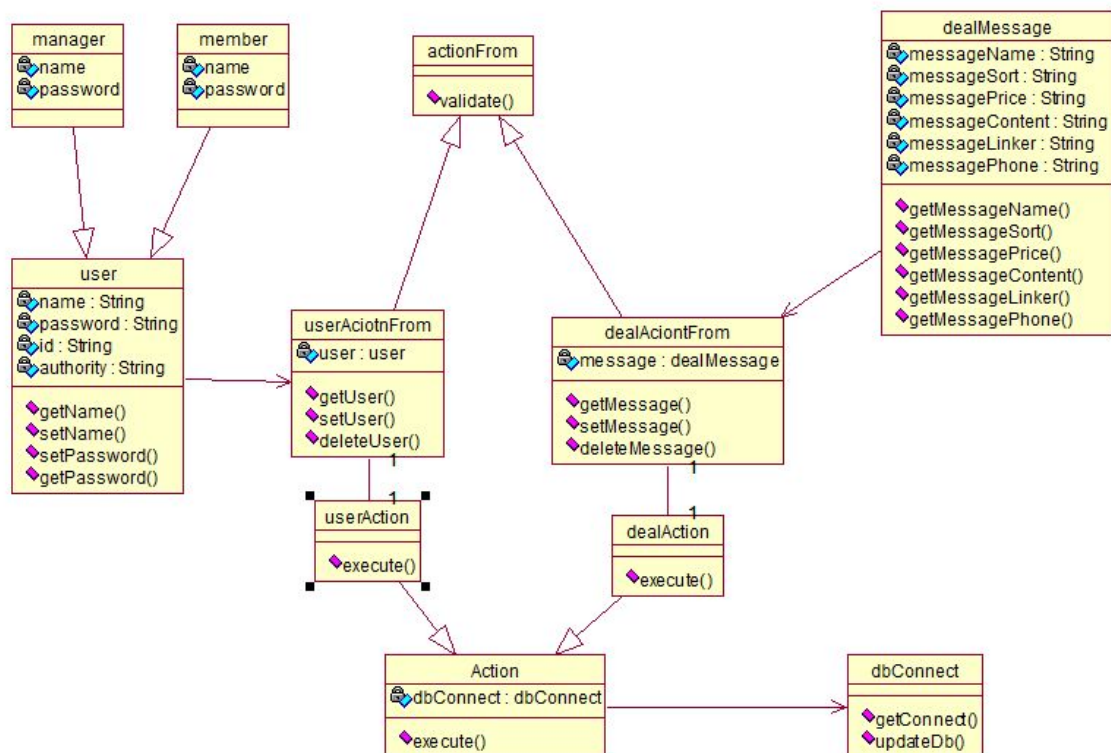 manager
name
password
member
name
password
actionFrom
validate()
dealMessage
messageName : String
messageSort : String
messagePrice : String
messageContent : String
messageLinker : String
messagePhone : String
getMessageName()
getMessageSort()
getMessagePrice()
getMessageContent()
getMessageLinker()
getMessagePhone()
user
name : String
password : String
id : String
authority : String
getName()
setName()
setPassword()
getPassword()
userAciotnFrom
user : user
getUser()
setUser()
deleteUser()
dealAciontFrom
message : dealMessage
getMessage()
setMessage()
deleteMessage()
1
1
1
1
userAction
execute()
dealAction
execute()
Action
dbConnect : dbConnect
execute()
dbConnect
getConnect()
updateDb()